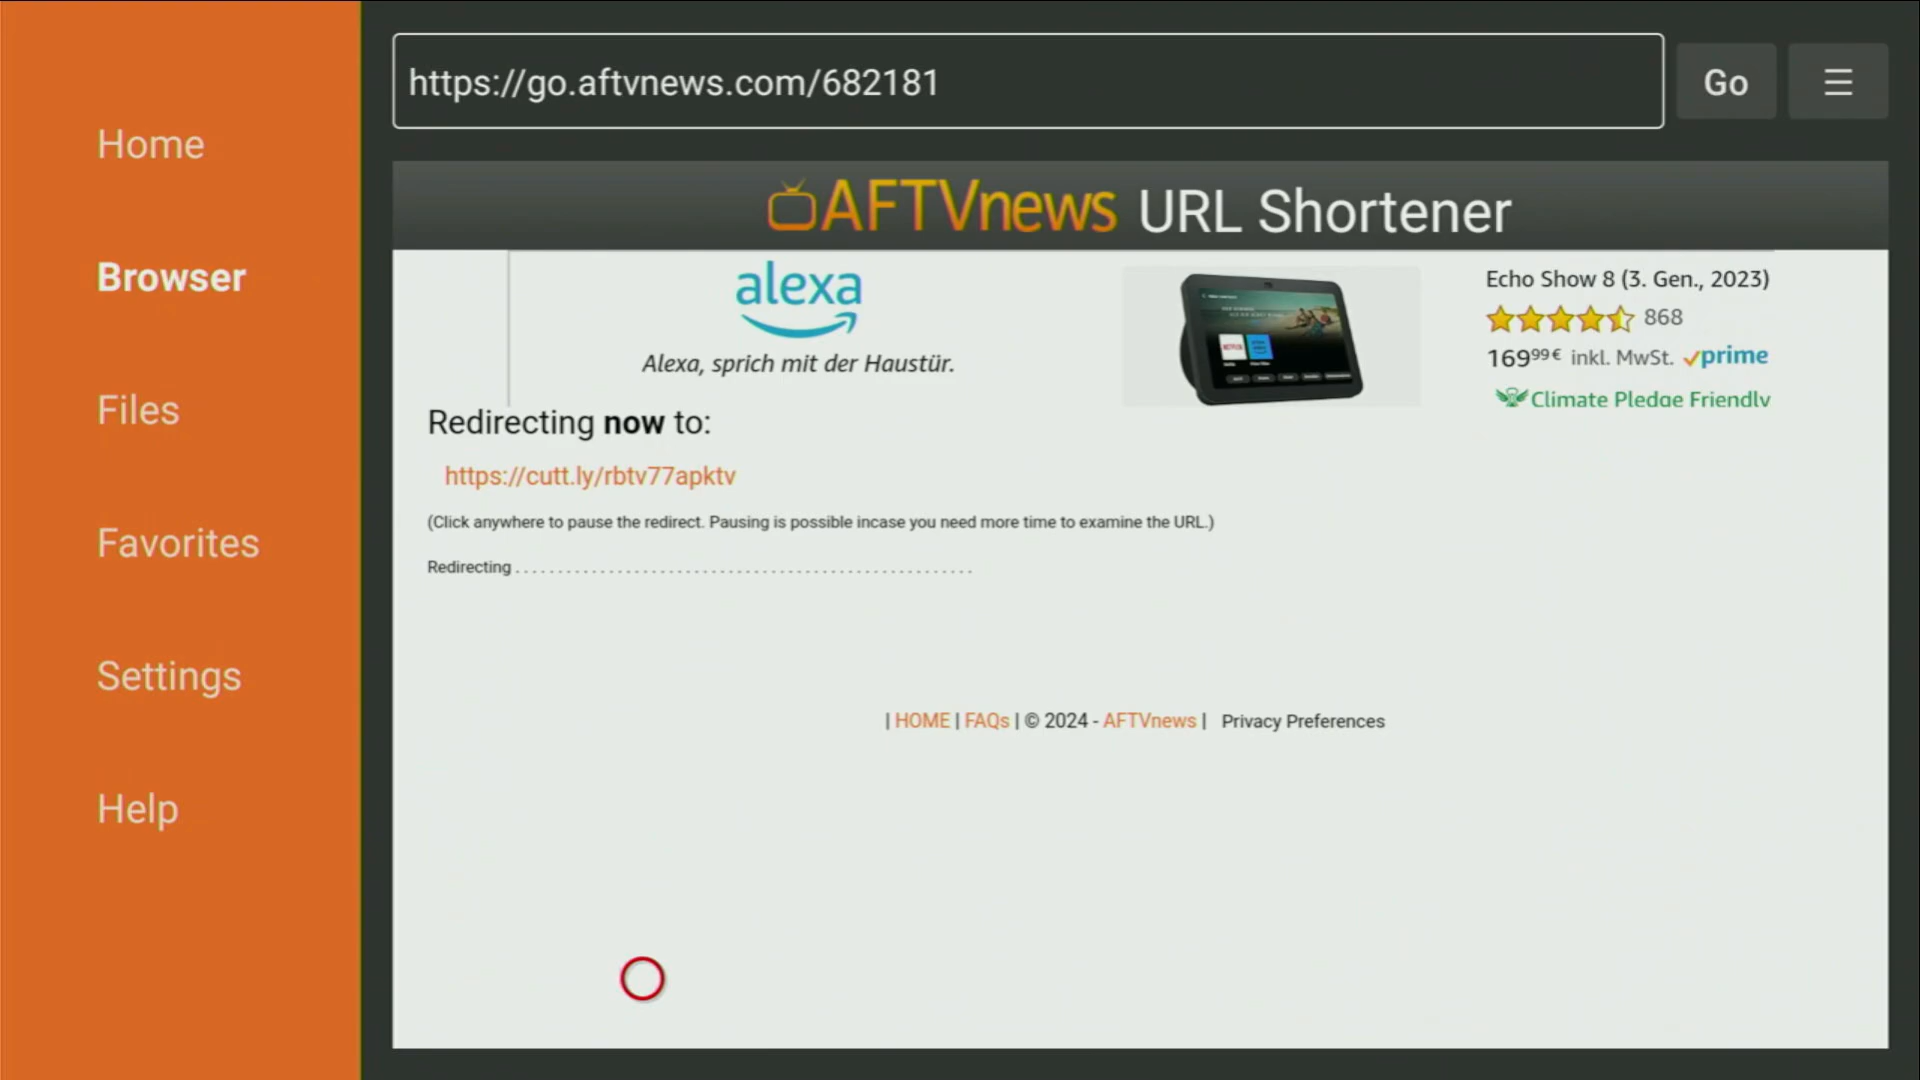 https://go.aftvnews.com/682181
Go
Home
Browser
Files
Favorites
Settings
Help
AFTVnews URL Shortener
alexa
Alexa, sprich mit der Haustür.
Echo Show 8 (3. Gen., 2023)
868
169⁹⁹€ inkl. MwSt. prime
Climate Pledge Friendly
Redirecting now to:
https://cutt.ly/rbtv77apktv
(Click anywhere to pause the redirect. Pausing is possible incase you need more time to examine the URL.)
Redirecting . . . . . . . . . . . . . . . . . . . . . . . . . . . . . . . . . . . . . . . . . . . . . . . . . . . . . .
| HOME | FAQs | © 2024 - AFTVnews | Privacy Preferences